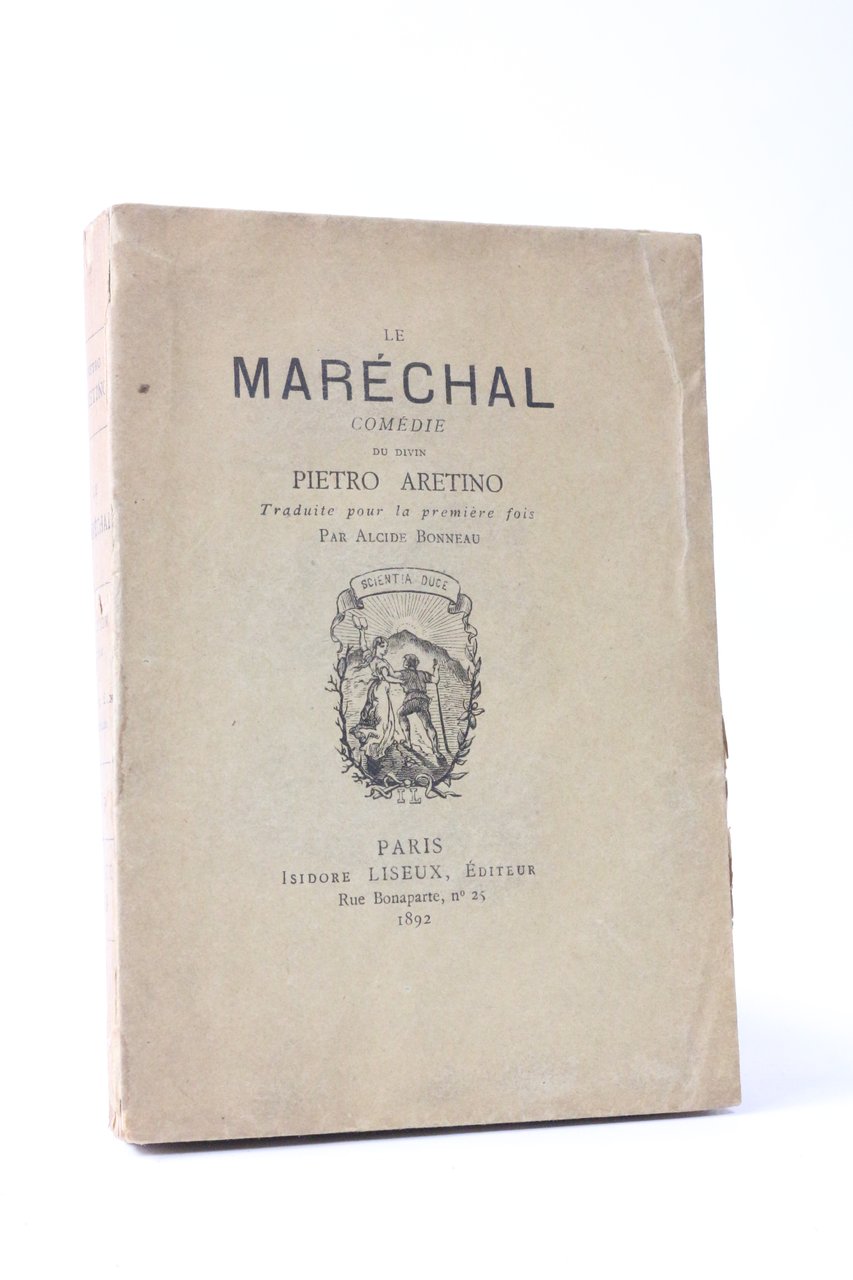 LE
MARÉCHAL
COMÉDIE
DU DIVIN
PIETRO ARETINO
Traduite pour la première fois
PAR ALCIDE BONNEAU
SCIENTIA DUCE
IL
PARIS
ISIDORE LISEUX, ÉDITEUR
Rue Bonaparte, nº 25
1892